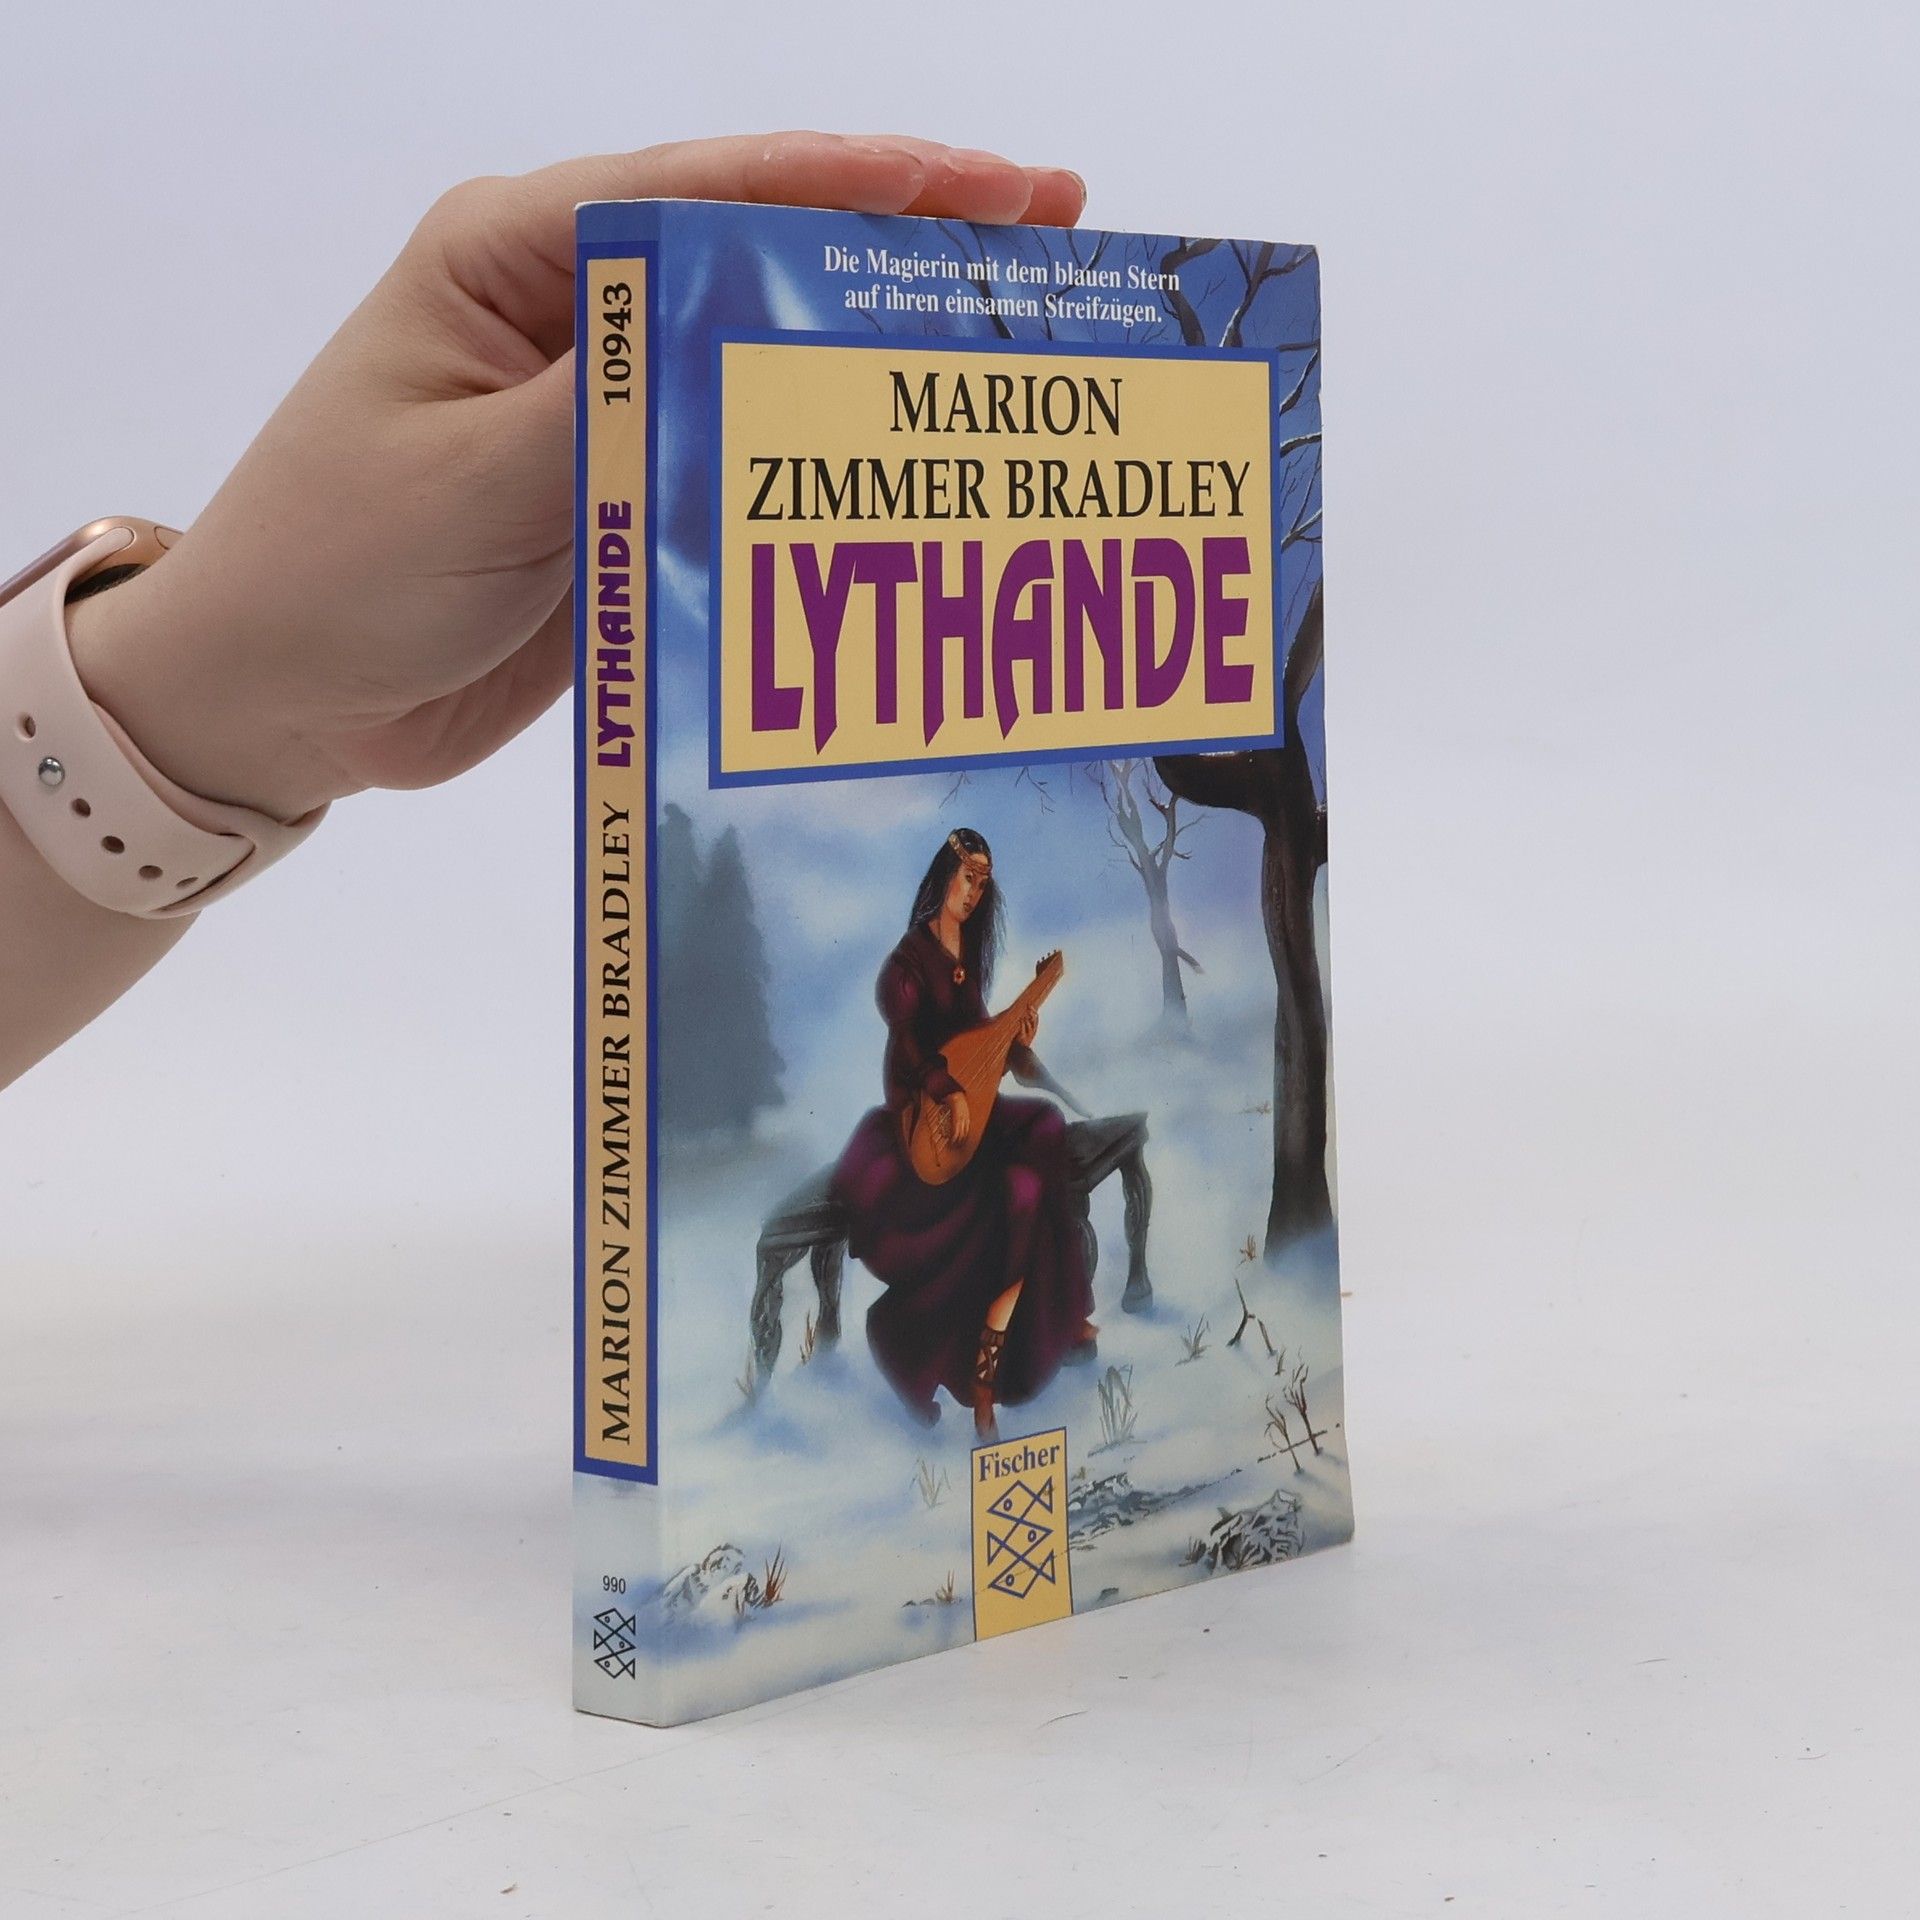 Die Magierin mit dem blauen Stern
auf ihren einsamen Streifzügen.
MARION
ZIMMER BRADLEY
LYTHANDE
Fischer
MARION ZIMMER BRADLEY LYTHANDE 10943
990